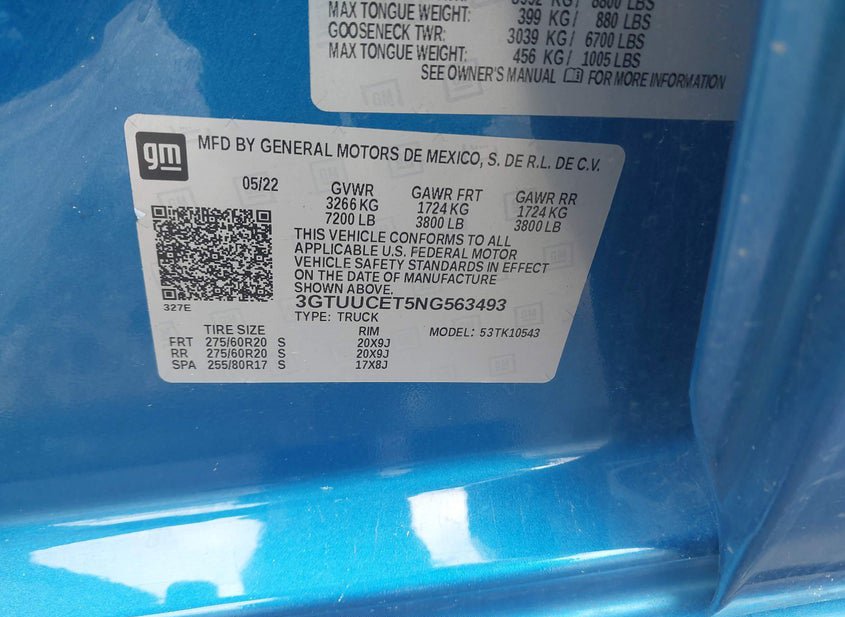 8800 LBS
MAX TONGUE WEIGHT: 399 KG/ 880 LBS
GOOSENECK TWR: 3039 KG/ 6700 LBS
MAX TONGUE WEIGHT: 456 KG/ 1005 LBS
SEE OWNER'S MANUAL FOR MORE INFORMATION
gm
MFD BY GENERAL MOTORS DE MEXICO, S. DE R.L. DE C.V.
05/22 GVWR GAWR FRT GAWR RR
3266 KG 1724 KG 1724 KG
7200 LB 3800 LB 3800 LB
THIS VEHICLE CONFORMS TO ALL
APPLICABLE U.S. FEDERAL MOTOR
VEHICLE SAFETY STANDARDS IN EFFECT
ON THE DATE OF MANUFACTURE
SHOWN ABOVE.
327E
3GTUUCET5NG563493
TYPE: TRUCK
TIRE SIZE RIM MODEL: 53TK10543
FRT 275/60R20 S 20X9J
RR 275/60R20 S 20X9J
SPA 255/80R17 S 17X8J